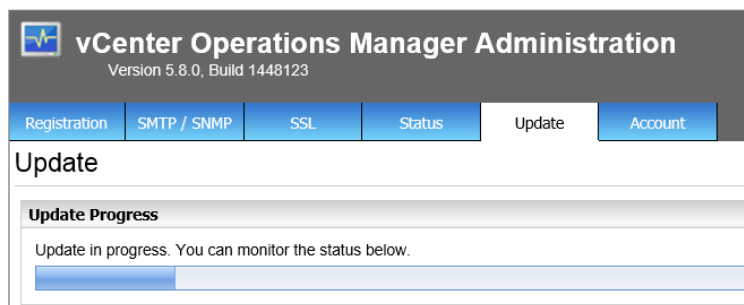 vCenter Operations Manager Administration
Version 5.8.0, Build 1448123
Registration SMTP / SNMP SSL Status Update Account
Update
Update Progress
Update in progress. You can monitor the status below.